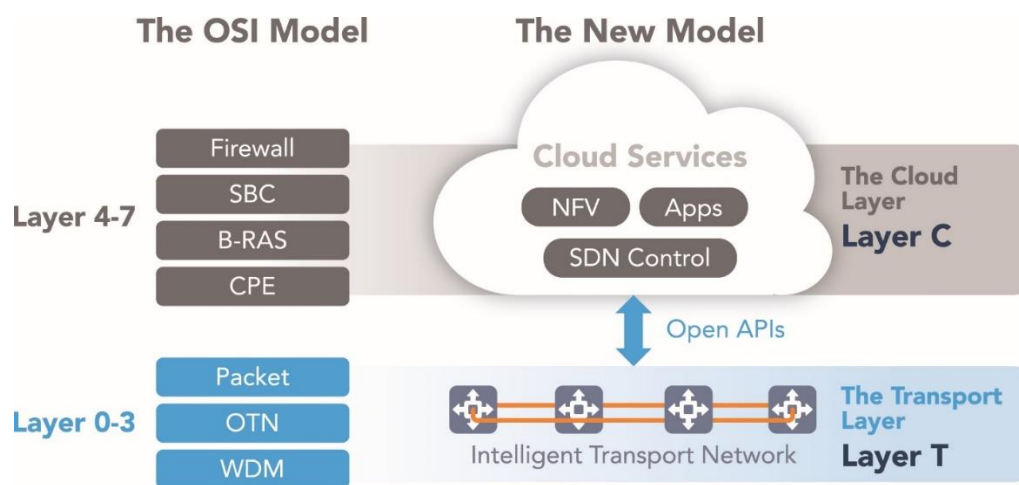 The OSI Model
The New Model
Layer 4-7
Firewall
SBC
B-RAS
CPE
Cloud Services
NFV
Apps
SDN Control
The Cloud
Layer
Layer C
Open APIs
Layer 0-3
Packet
OTN
WDM
Intelligent Transport Network
The Transport
Layer
Layer T